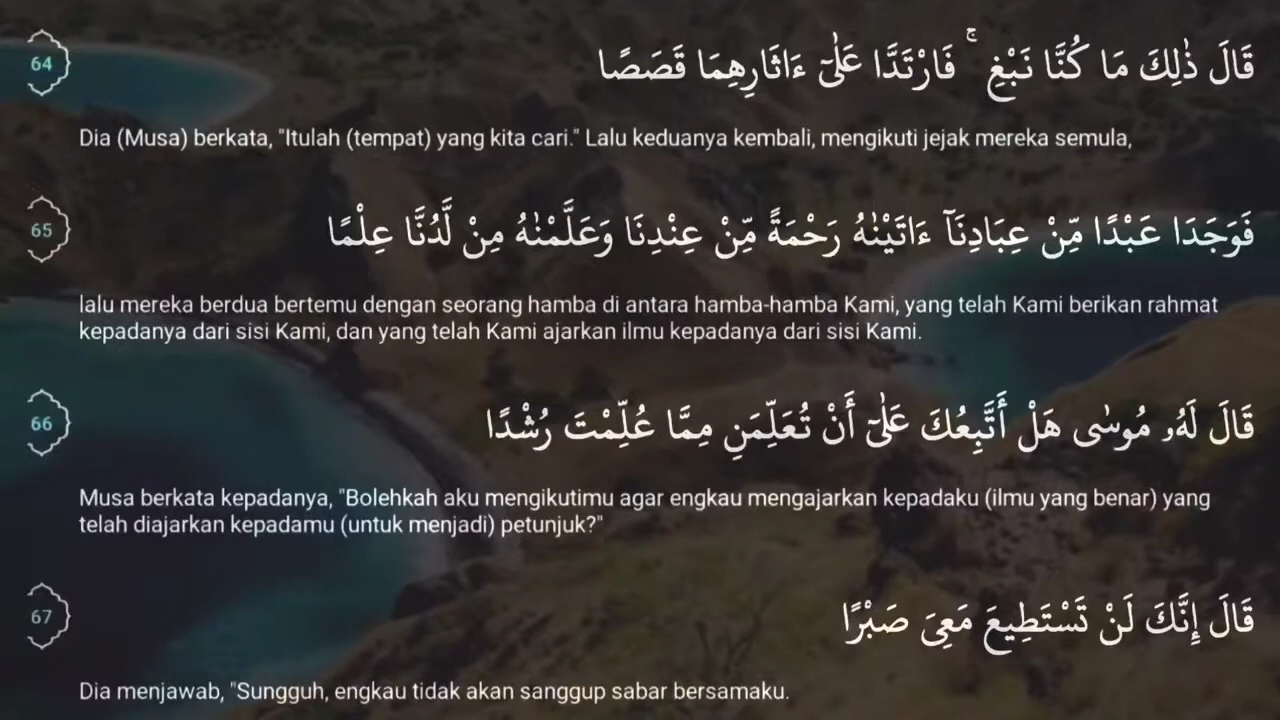 64
قَالَ ذٰلِكَ مَا كُنَّا نَبْغِ ۚ فَارْتَدَّا عَلٰىٓ ءَاثَارِهِمَا قَصَصًا
Dia (Musa) berkata, "Itulah (tempat) yang kita cari." Lalu keduanya kembali, mengikuti jejak mereka semula,
65
فَوَجَدَا عَبْدًا مِّنْ عِبَادِنَآ ءَاتَيْنٰهُ رَحْمَةً مِّنْ عِنْدِنَا وَعَلَّمْنٰهُ مِنْ لَّدُنَّا عِلْمًا
lalu mereka berdua bertemu dengan seorang hamba di antara hamba-hamba Kami, yang telah Kami berikan rahmat
kepadanya dari sisi Kami, dan yang telah Kami ajarkan ilmu kepadanya dari sisi Kami.
66
قَالَ لَهُۥ مُوسٰى هَلْ أَتَّبِعُكَ عَلٰىٓ أَنْ تُعَلِّمَنِ مِمَّا عُلِّمْتَ رُشْدًا
Musa berkata kepadanya, "Bolehkah aku mengikutimu agar engkau mengajarkan kepadaku (ilmu yang benar) yang
telah diajarkan kepadamu (untuk menjadi) petunjuk?"
67
قَالَ إِنَّكَ لَنْ تَسْتَطِيعَ مَعِىَ صَبْرًا
Dia menjawab, "Sungguh, engkau tidak akan sanggup sabar bersamaku.